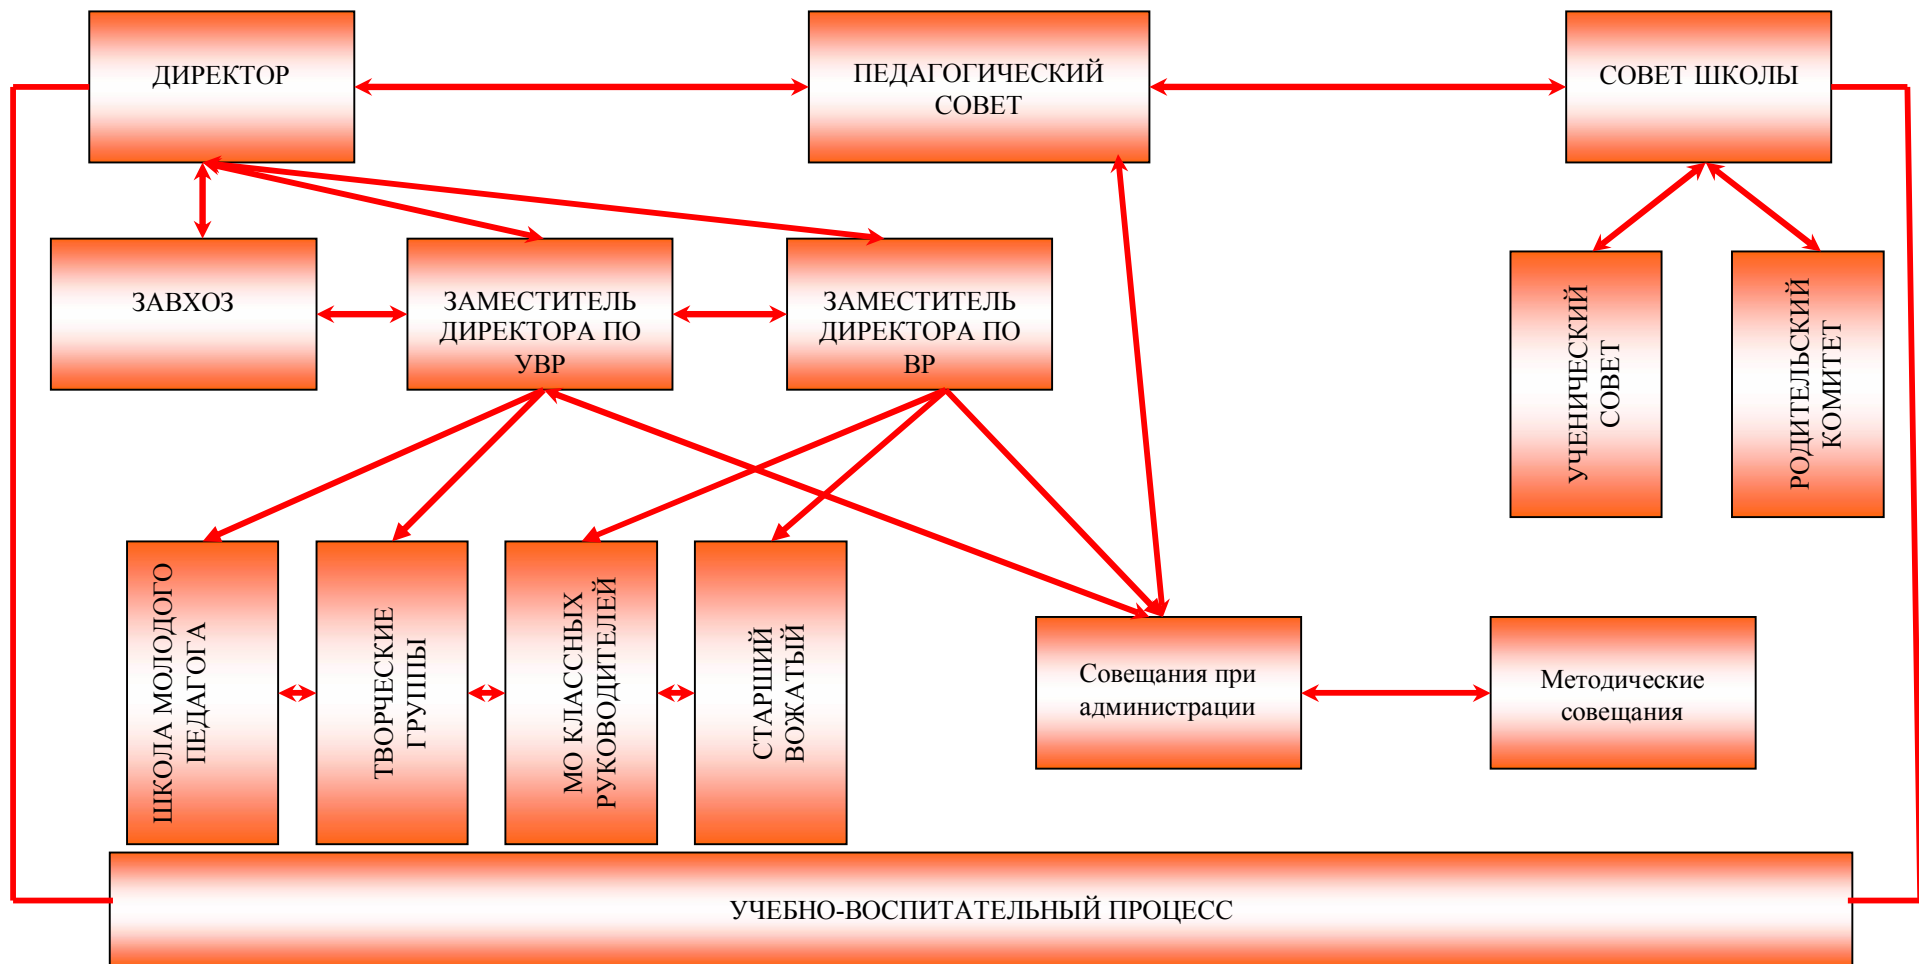 ДИРЕКТОР
ПЕДАГОГИЧЕСКИЙ
СОВЕТ
СОВЕТ ШКОЛЫ
ЗАВХОЗ
ЗАМЕСТИТЕЛЬ
ДИРЕКТОРА ПО
УВР
ЗАМЕСТИТЕЛЬ
ДИРЕКТОРА ПО
ВР
УЧЕНИЧЕСКИЙ
СОВЕТ
РОДИТЕЛЬСКИЙ
КОМИТЕТ
ШКОЛА МОЛОДОГО
ПЕДАГОГА
ТВОРЧЕСКИЕ
ГРУППЫ
МО КЛАССНЫХ
РУКОВОДИТЕЛЕЙ
СТАРШИЙ
ВОЖАТЫЙ
Совещания при
администрации
Методические
совещания
УЧЕБНО-ВОСПИТАТЕЛЬНЫЙ ПРОЦЕСС